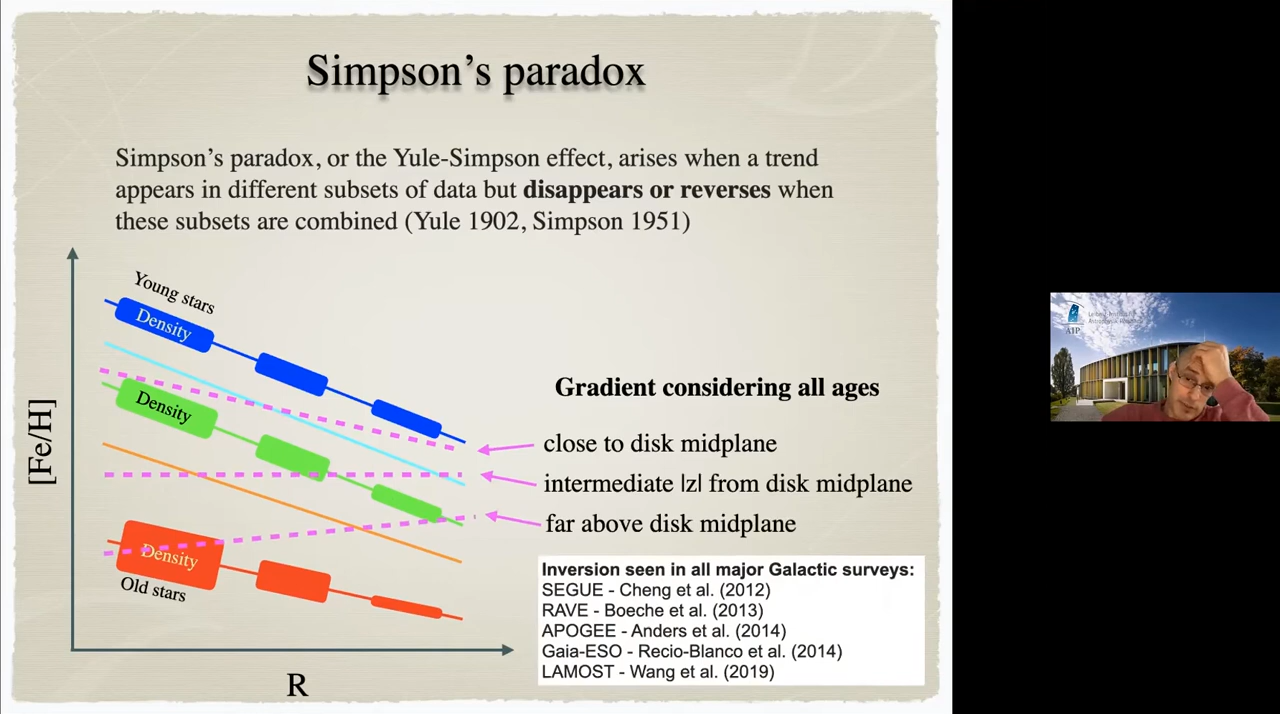 Simpson's paradox
Simpson's paradox, or the Yule-Simpson effect, arises when a trend
appears in different subsets of data but disappears or reverses when
these subsets are combined (Yule 1902, Simpson 1951)
Young stars
Density
Density
Density
Old stars
[Fe/H]
R
Gradient considering all ages
close to disk midplane
intermediate |z| from disk midplane
far above disk midplane
Inversion seen in all major Galactic surveys:
SEGUE - Cheng et al. (2012)
RAVE - Boeche et al. (2013)
APOGEE - Anders et al. (2014)
Gaia-ESO - Recio-Blanco et al. (2014)
LAMOST - Wang et al. (2019)
AIP